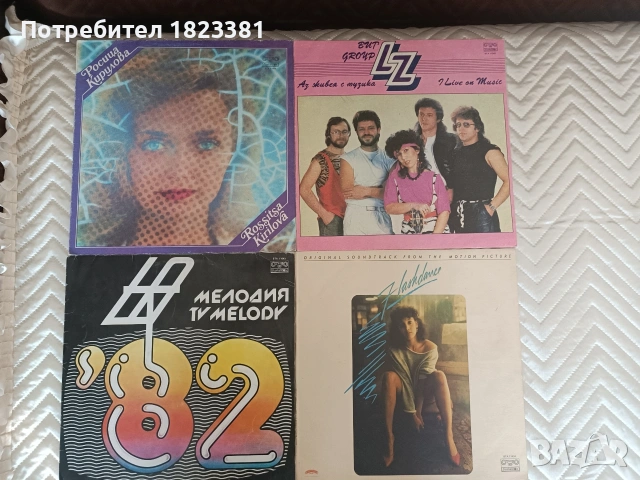 Потребител 1823381
Росица
Кирилова
Rossitsa
Kirilova
ВИГ
GROUP
LZ
Аз живея с музика
I Live on Music
МЕЛОДИЯ
TV MELODY
'82
ORIGINAL SOUNDTRACK FROM THE MOTION PICTURE
Flashdance
BAZAR